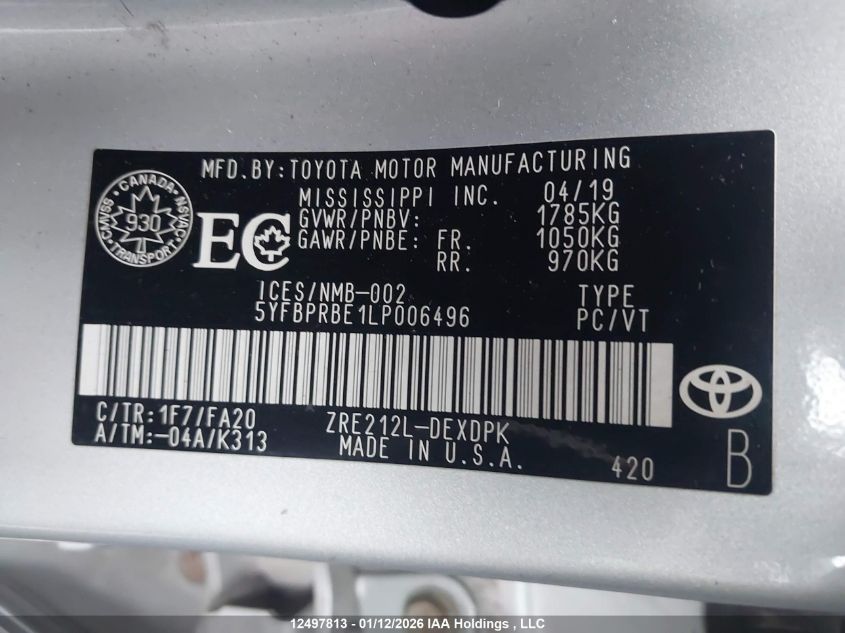 MFD.BY:TOYOTA MOTOR MANUFACTURING
MISSISSIPPI INC. 04/19
GVWR/PNBV: 1785KG
GAWR/PNBE: FR. 1050KG
RR. 970KG
CANADA
CMVSS 930 NSVAC
TRANSPORT
EC
ICES/NMB-002 TYPE
5YFBPRBE1LP006496 PC/VT
C/TR:1F7/FA20 ZRE212L-DEXDPK
A/TM:-04A/K313 MADE IN U.S.A. 420 B
12497813 - 01/12/2026 IAA Holdings , LLC